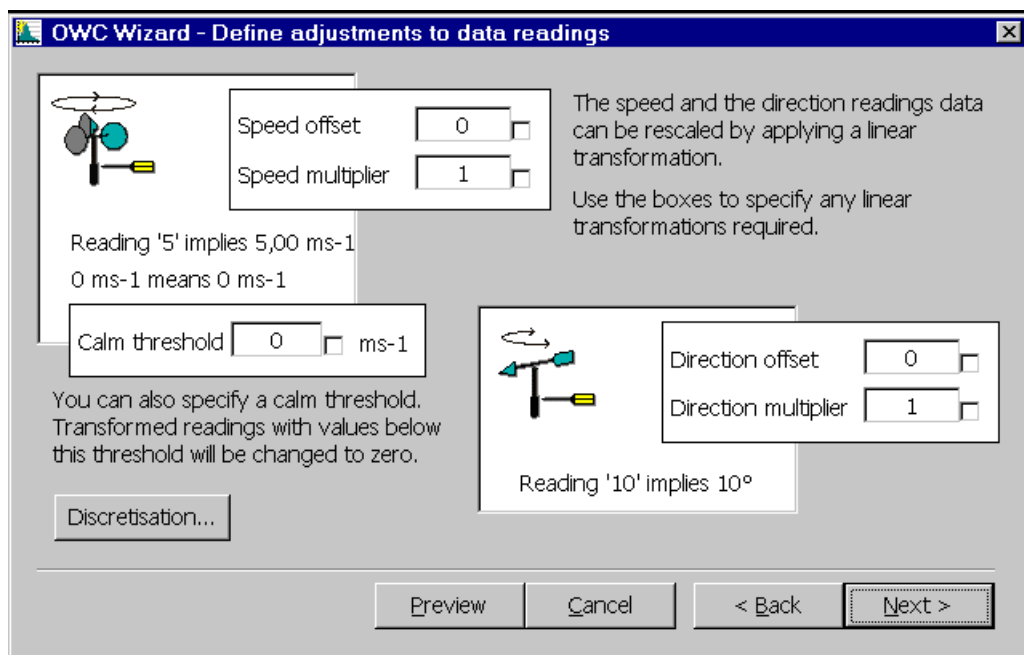 OWC Wizard - Define adjustments to data readings
Speed offset 0
Speed multiplier 1
Reading '5' implies 5,00 ms-1
0 ms-1 means 0 ms-1
Calm threshold 0 ms-1
You can also specify a calm threshold.
Transformed readings with values below
this threshold will be changed to zero.
Discretisation...
The speed and the direction readings data
can be rescaled by applying a linear
transformation.
Use the boxes to specify any linear
transformations required.
Direction offset 0
Direction multiplier 1
Reading '10' implies 10°
Preview
Cancel
< Back
Next >